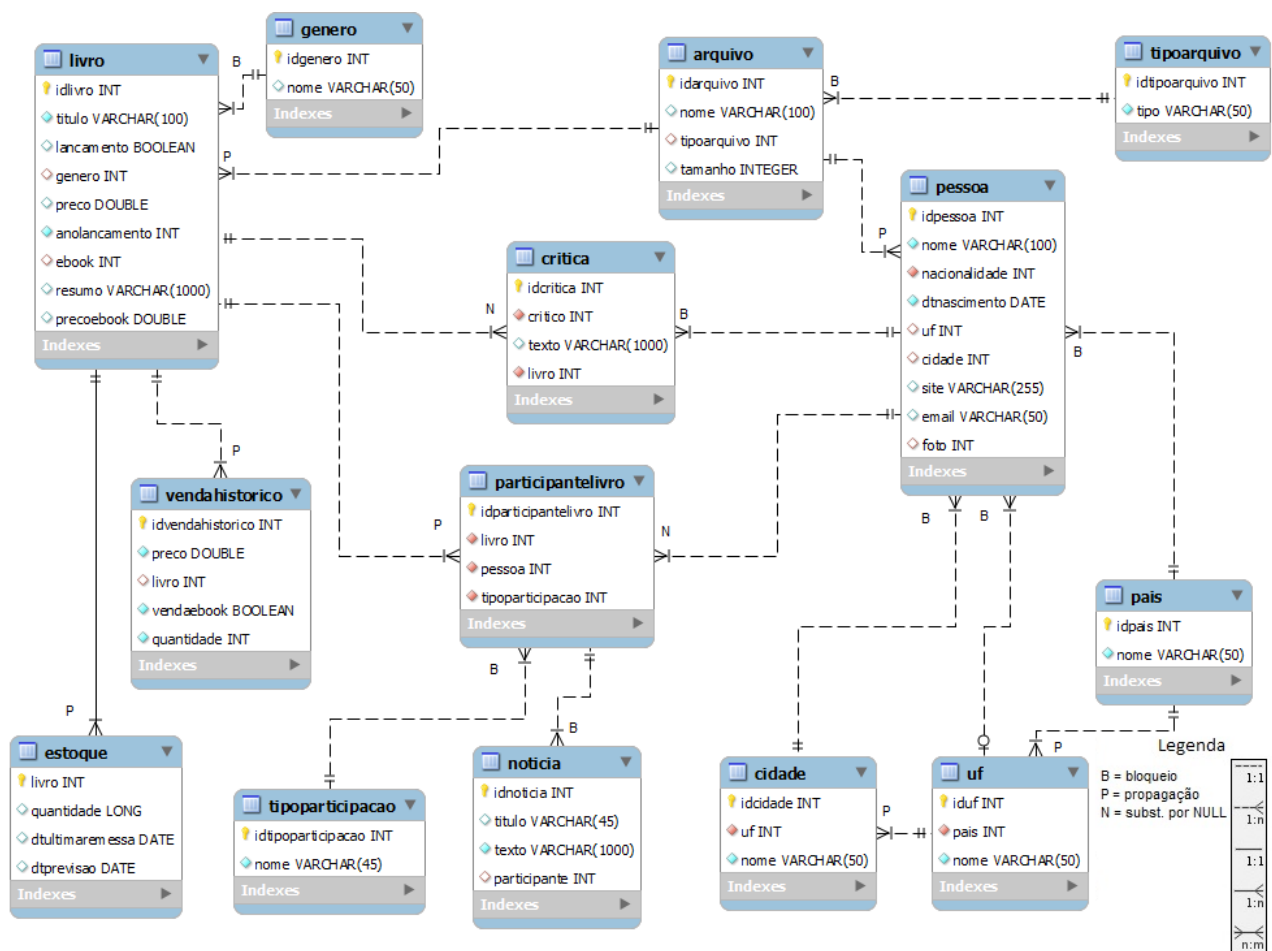 genero
idgenero INT
nome VARCHAR(50)
Indexes
livro
idlivro INT
titulo VARCHAR(100)
lancamento BOOLEAN
genero INT
preco DOUBLE
anolancamento INT
ebook INT
resumo VARCHAR(1000)
precoebook DOUBLE
Indexes
B
P
arquivo
idarquivo INT
nome VARCHAR(100)
tipoarquivo INT
tamanho INTEGER
Indexes
B
tipoarquivo
idtipoarquivo INT
tipo VARCHAR(50)
Indexes
P
pessoa
idpessoa INT
nome VARCHAR(100)
nacionalidade INT
dtnascimento DATE
uf INT
cidade INT
site VARCHAR(255)
email VARCHAR(50)
foto INT
Indexes
B
critica
idcritica INT
critico INT
texto VARCHAR(1000)
livro INT
Indexes
N
B
P
vendahistorico
idvendahistorico INT
preco DOUBLE
livro INT
vendaebook BOOLEAN
quantidade INT
Indexes
participantelivro
idparticipantelivro INT
livro INT
pessoa INT
tipoparticipacao INT
Indexes
P
N
B
B
B
B
pais
idpais INT
nome VARCHAR(50)
Indexes
P
estoque
livro INT
quantidade LONG
dtultimaremessa DATE
dtprevisao DATE
Indexes
tipoparticipacao
idtipoparticipacao INT
nome VARCHAR(45)
Indexes
noticia
idnoticia INT
titulo VARCHAR(45)
texto VARCHAR(1000)
participante INT
Indexes
cidade
idcidade INT
uf INT
nome VARCHAR(50)
Indexes
P
uf
iduf INT
pais INT
nome VARCHAR(50)
Indexes
P
Legenda
B = bloqueio
P = propagação
N = subst. por NULL
1:1
1:n
1:1
1:n
n:m